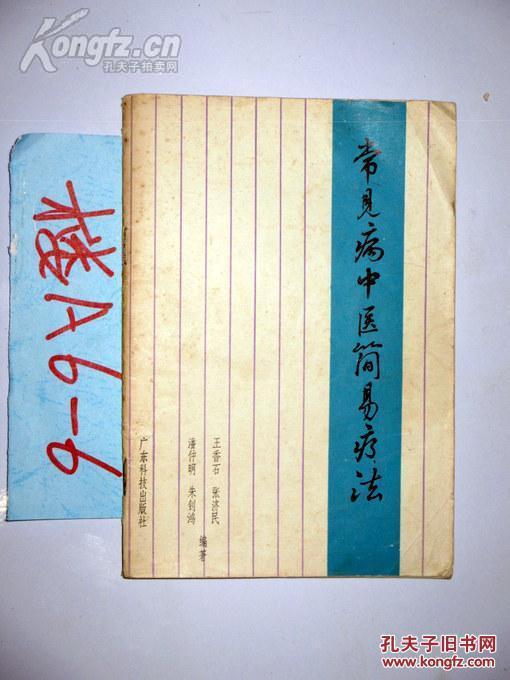 Kongfz.cn
孔夫子拍卖网
楼A6-6
常见病中医简易疗法
王香石 张济民
潘仲明 朱钊鸿
编著
广东科技出版社
孔夫子旧书网
www.kongfz.com